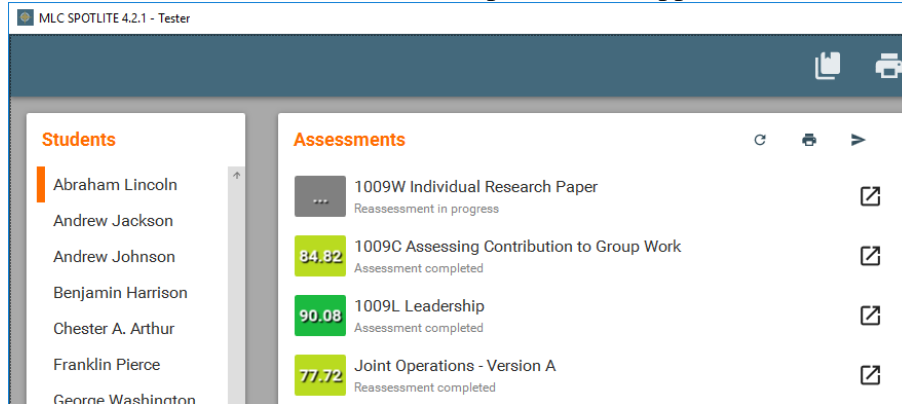 MLC SPOTLITE 4.2.1 - Tester
Students
Abraham Lincoln
Andrew Jackson
Andrew Johnson
Benjamin Harrison
Chester A. Arthur
Franklin Pierce
George Washington
Assessments
...
1009W Individual Research Paper
Reassessment in progress
84.82
1009C Assessing Contribution to Group Work
Assessment completed
90.08
1009L Leadership
Assessment completed
77.72
Joint Operations - Version A
Reassessment completed